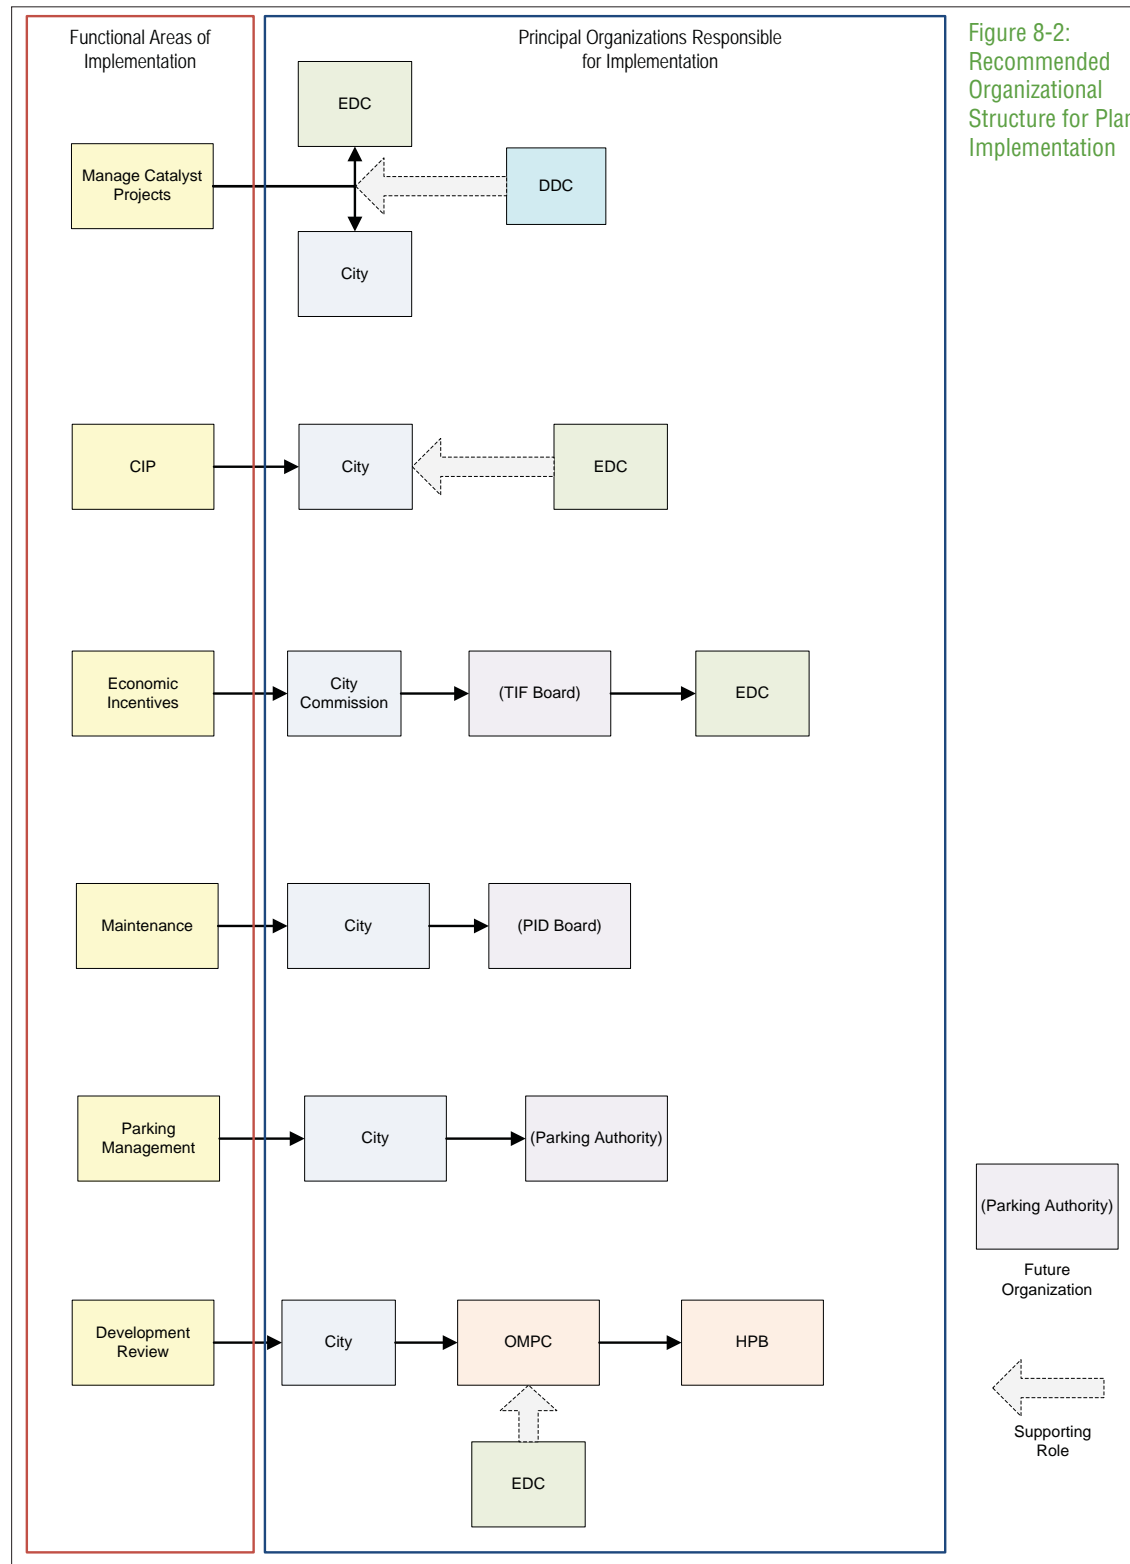 Functional Areas of
Implementation
Principal Organizations Responsible
for Implementation
Figure 8-2:
Recommended
Organizational
Structure for Plan
Implementation
EDC
Manage Catalyst
Projects
DDC
City
CIP
City
EDC
Economic
Incentives
City
Commission
(TIF Board)
EDC
Maintenance
City
(PID Board)
Parking
Management
City
(Parking Authority)
(Parking Authority)
Future
Organization
Development
Review
City
OMPC
HPB
Supporting
Role
EDC